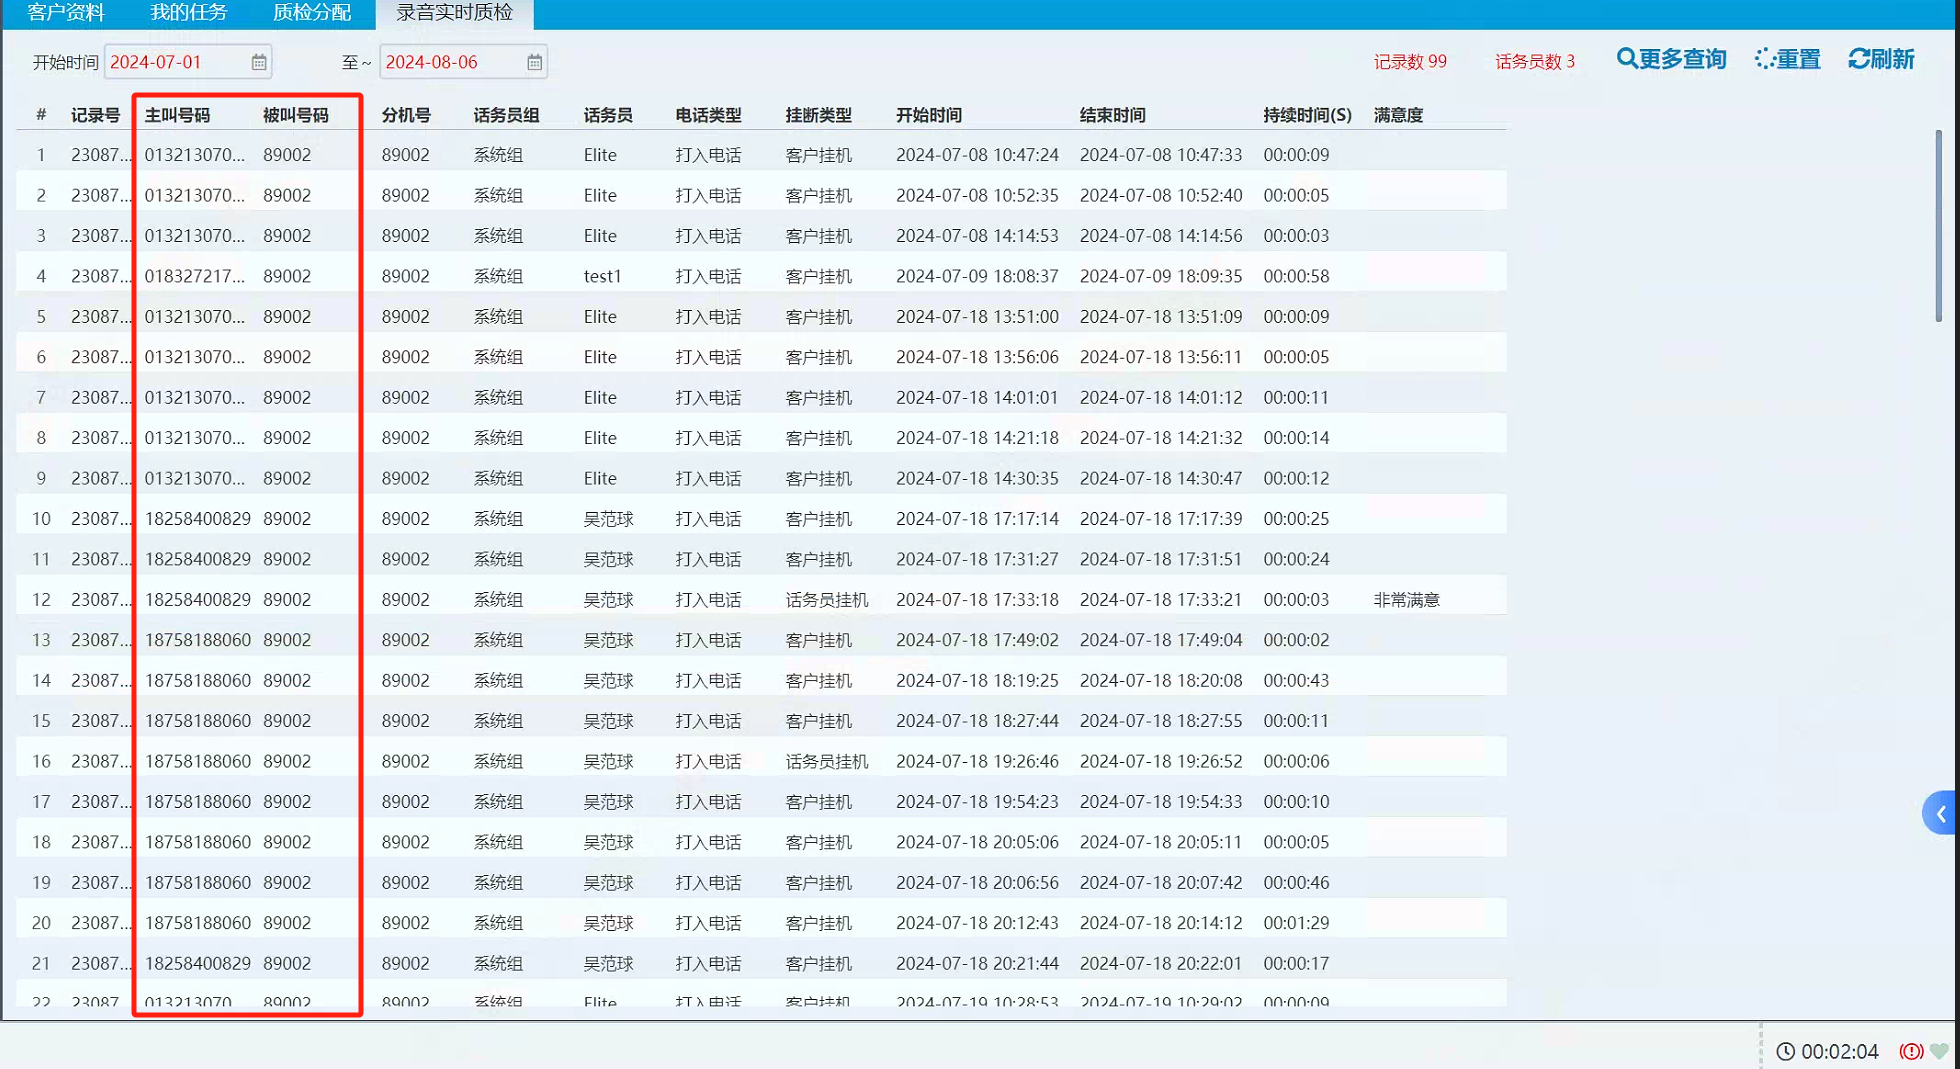 客户资料 我的任务 质检分配 录音实时质检
开始时间 2024-07-01 至~ 2024-08-06 记录数 99 话务员数 3 更多查询 重置 刷新
# 记录号 主叫号码 被叫号码 分机号 话务员组 话务员 电话类型 挂断类型 开始时间 结束时间 持续时间(S) 满意度
1 23087... 013213070... 89002 89002 系统组 Elite 打入电话 客户挂机 2024-07-08 10:47:24 2024-07-08 10:47:33 00:00:09
2 23087... 013213070... 89002 89002 系统组 Elite 打入电话 客户挂机 2024-07-08 10:52:35 2024-07-08 10:52:40 00:00:05
3 23087... 013213070... 89002 89002 系统组 Elite 打入电话 客户挂机 2024-07-08 14:14:53 2024-07-08 14:14:56 00:00:03
4 23087... 018327217... 89002 89002 系统组 test1 打入电话 客户挂机 2024-07-09 18:08:37 2024-07-09 18:09:35 00:00:58
5 23087... 013213070... 89002 89002 系统组 Elite 打入电话 客户挂机 2024-07-18 13:51:00 2024-07-18 13:51:09 00:00:09
6 23087... 013213070... 89002 89002 系统组 Elite 打入电话 客户挂机 2024-07-18 13:56:06 2024-07-18 13:56:11 00:00:05
7 23087... 013213070... 89002 89002 系统组 Elite 打入电话 客户挂机 2024-07-18 14:01:01 2024-07-18 14:01:12 00:00:11
8 23087... 013213070... 89002 89002 系统组 Elite 打入电话 客户挂机 2024-07-18 14:21:18 2024-07-18 14:21:32 00:00:14
9 23087... 013213070... 89002 89002 系统组 Elite 打入电话 客户挂机 2024-07-18 14:30:35 2024-07-18 14:30:47 00:00:12
10 23087... 18258400829 89002 89002 系统组 吴范球 打入电话 客户挂机 2024-07-18 17:17:14 2024-07-18 17:17:39 00:00:25
11 23087... 18258400829 89002 89002 系统组 吴范球 打入电话 客户挂机 2024-07-18 17:31:27 2024-07-18 17:31:51 00:00:24
12 23087... 18258400829 89002 89002 系统组 吴范球 打入电话 话务员挂机 2024-07-18 17:33:18 2024-07-18 17:33:21 00:00:03 非常满意
13 23087... 18758188060 89002 89002 系统组 吴范球 打入电话 客户挂机 2024-07-18 17:49:02 2024-07-18 17:49:04 00:00:02
14 23087... 18758188060 89002 89002 系统组 吴范球 打入电话 客户挂机 2024-07-18 18:19:25 2024-07-18 18:20:08 00:00:43
15 23087... 18758188060 89002 89002 系统组 吴范球 打入电话 客户挂机 2024-07-18 18:27:44 2024-07-18 18:27:55 00:00:11
16 23087... 18758188060 89002 89002 系统组 吴范球 打入电话 话务员挂机 2024-07-18 19:26:46 2024-07-18 19:26:52 00:00:06
17 23087... 18758188060 89002 89002 系统组 吴范球 打入电话 客户挂机 2024-07-18 19:54:23 2024-07-18 19:54:33 00:00:10
18 23087... 18758188060 89002 89002 系统组 吴范球 打入电话 客户挂机 2024-07-18 20:05:06 2024-07-18 20:05:11 00:00:05
19 23087... 18758188060 89002 89002 系统组 吴范球 打入电话 客户挂机 2024-07-18 20:06:56 2024-07-18 20:07:42 00:00:46
20 23087... 18758188060 89002 89002 系统组 吴范球 打入电话 客户挂机 2024-07-18 20:12:43 2024-07-18 20:14:12 00:01:29
21 23087... 18258400829 89002 89002 系统组 吴范球 打入电话 客户挂机 2024-07-18 20:21:44 2024-07-18 20:22:01 00:00:17
22 23087 013213070 89002 89002 系统组 Elite 打入电话 客户挂机 2024-07-19 10:28:53 2024-07-19 10:29:02 00:00:09
00:02:04